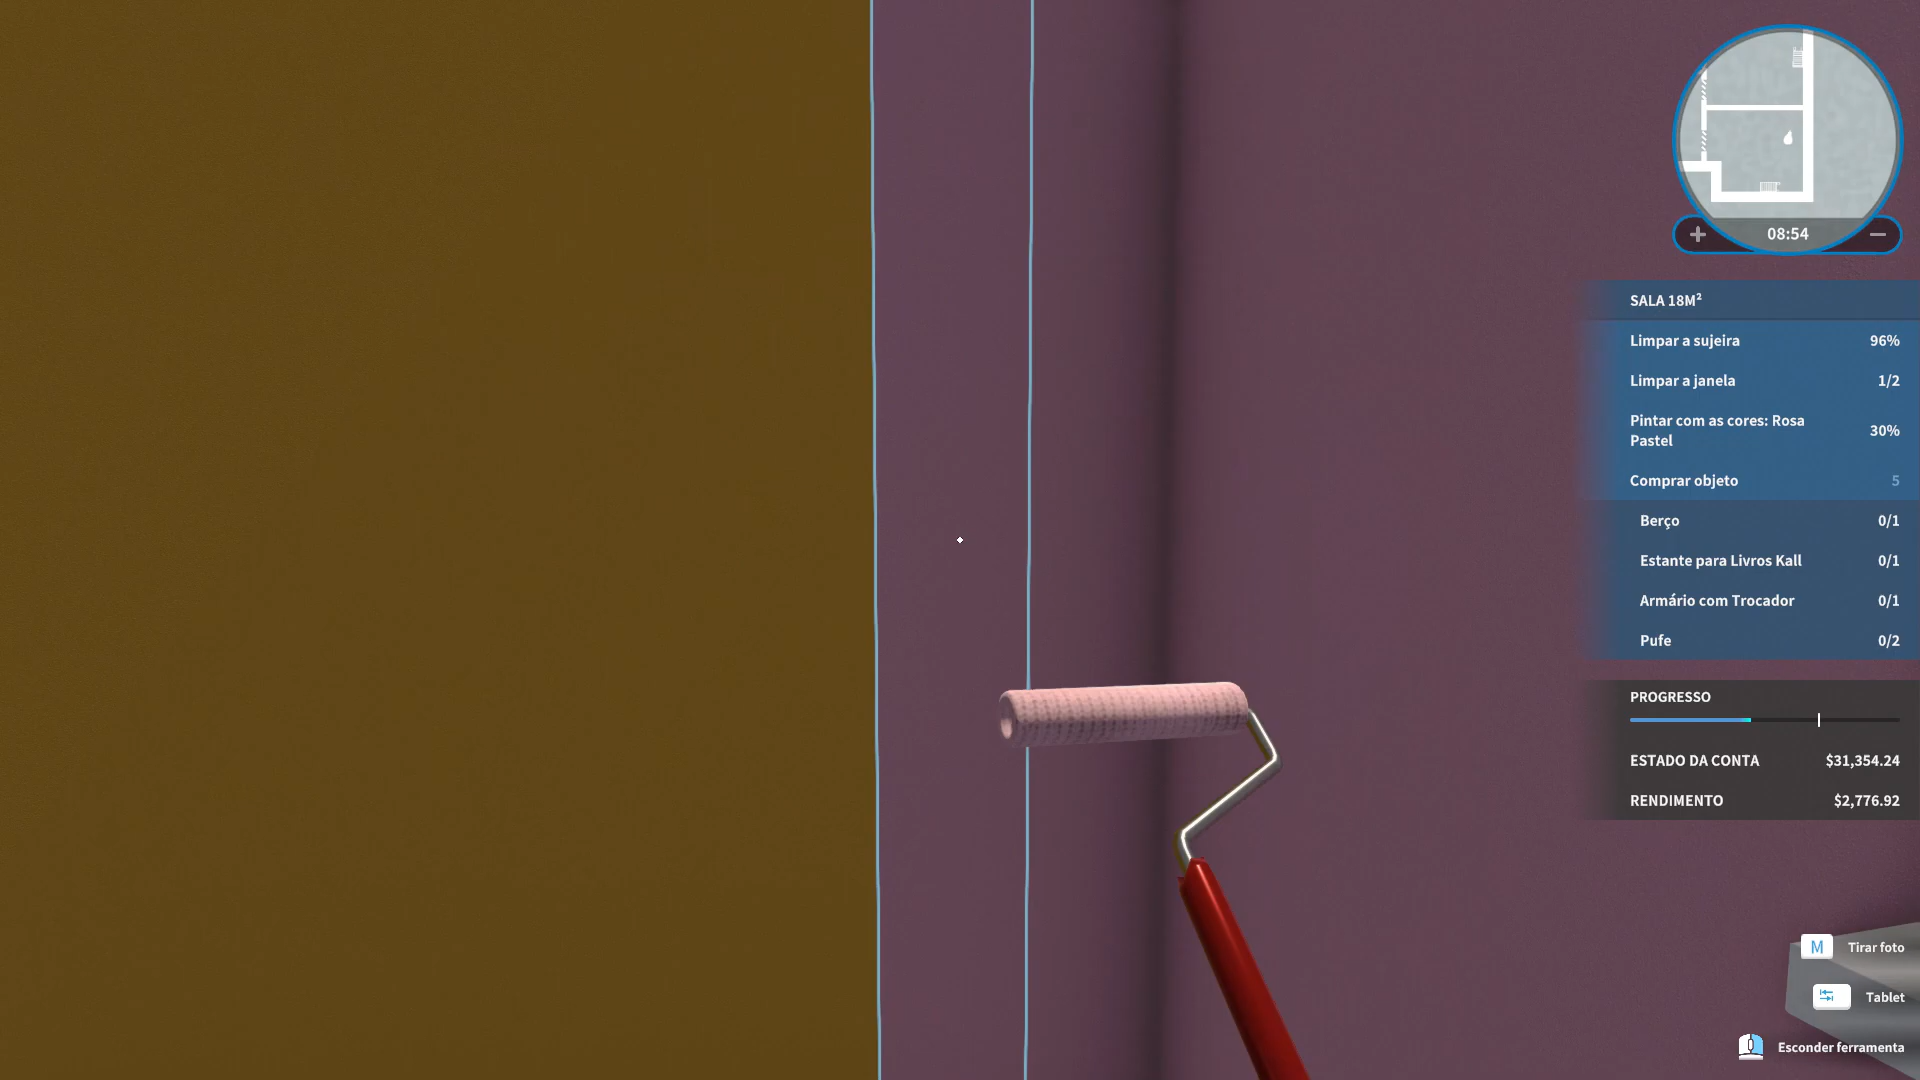 08:54
SALA 18M²
Limpar a sujeira 96%
Limpar a janela 1/2
Pintar com as cores: Rosa
Pastel 30%
Comprar objeto 5
Berço 0/1
Estante para Livros Kall 0/1
Armário com Trocador 0/1
Pufe 0/2
PROGRESSO
ESTADO DA CONTA $31,354.24
RENDIMENTO $2,776.92
M Tirar foto
Tablet
Esconder ferramenta